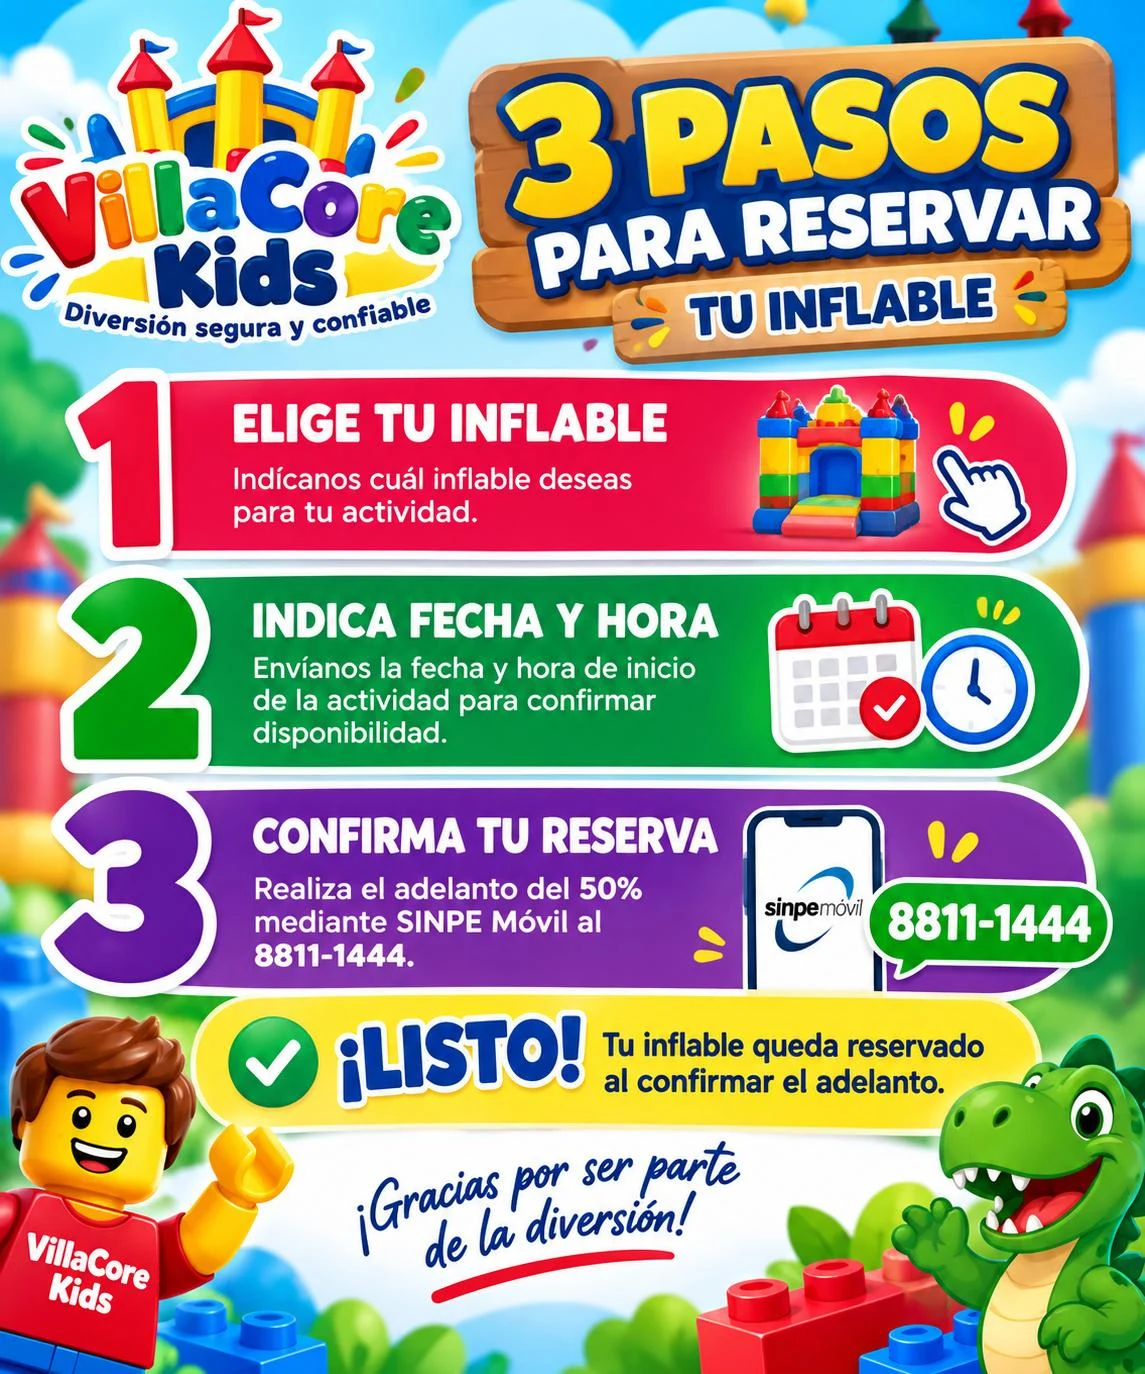 VillaCore
Kids
Diversión segura y confiable
3 PASOS
PARA RESERVAR
TU INFLABLE
1
ELIGE TU INFLABLE
Indícanos cuál inflable deseas
para tu actividad.
2
INDICA FECHA Y HORA
Envíanos la fecha y hora de inicio
de la actividad para confirmar
disponibilidad.
3
CONFIRMA TU RESERVA
Realiza el adelanto del 50%
mediante SINPE Móvil al
8811-1444.
sinpemóvil
8811-1444
¡LISTO!
Tu inflable queda reservado
al confirmar el adelanto.
¡Gracias por ser parte
de la diversión!
VillaCore
Kids